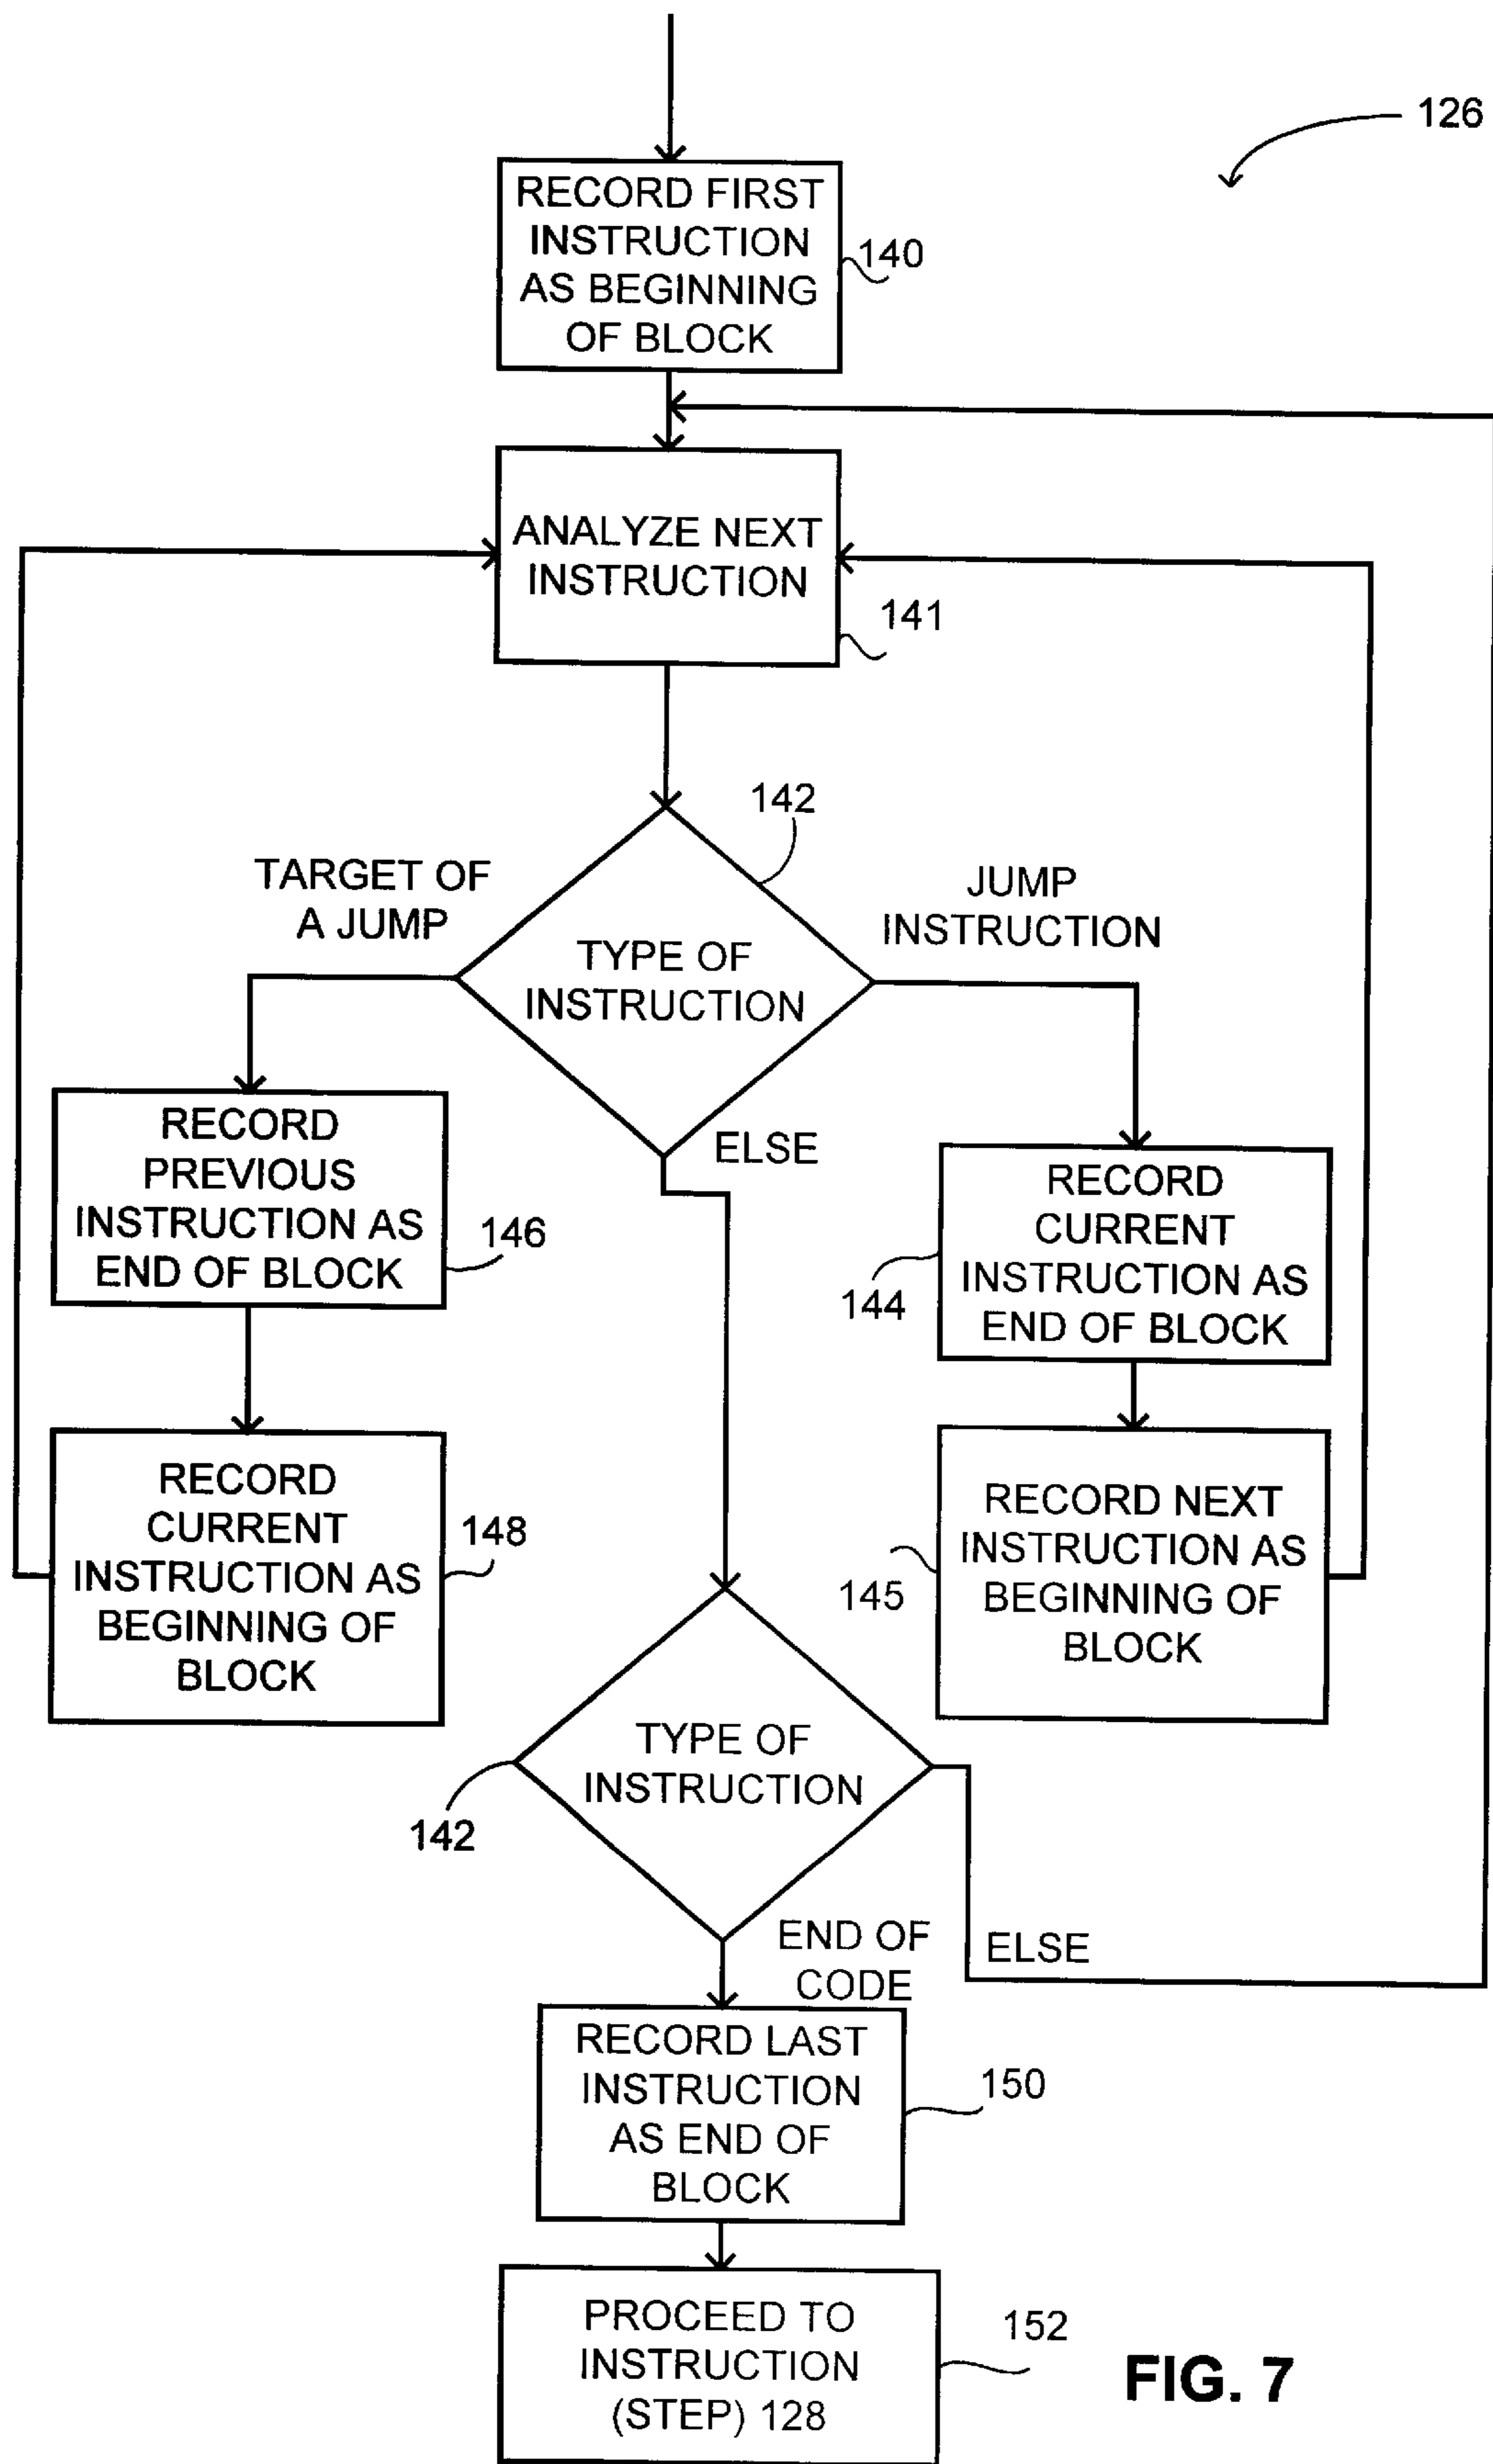 126
RECORD FIRST
INSTRUCTION
AS BEGINNING
OF BLOCK
140
ANALYZE NEXT
INSTRUCTION
141
142
TARGET OF
A JUMP
JUMP
INSTRUCTION
TYPE OF
INSTRUCTION
ELSE
RECORD
PREVIOUS
INSTRUCTION AS
END OF BLOCK
146
RECORD
CURRENT
INSTRUCTION AS
END OF BLOCK
144
RECORD
CURRENT
INSTRUCTION AS
BEGINNING OF
BLOCK
148
RECORD NEXT
INSTRUCTION AS
BEGINNING OF
BLOCK
145
TYPE OF
INSTRUCTION
142
END OF
CODE
ELSE
RECORD LAST
INSTRUCTION
AS END OF
BLOCK
150
PROCEED TO
INSTRUCTION
(STEP) 128
152
FIG. 7